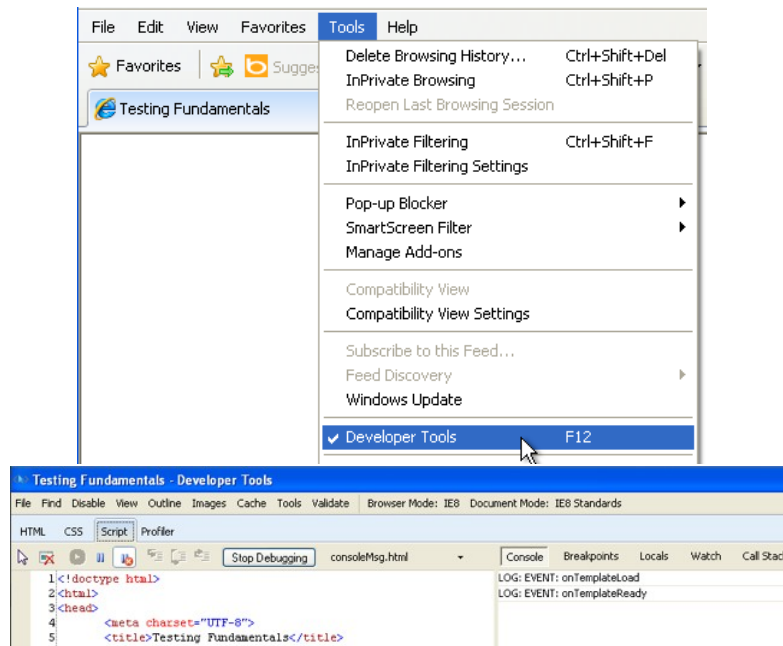 File Edit View Favorites Tools Help
Favorites
Testing Fundamentals
Delete Browsing History... Ctrl+Shift+Del
InPrivate Browsing Ctrl+Shift+P
Reopen Last Browsing Session
InPrivate Filtering Ctrl+Shift+F
InPrivate Filtering Settings
Pop-up Blocker
SmartScreen Filter
Manage Add-ons
Compatibility View
Compatibility View Settings
Subscribe to this Feed...
Feed Discovery
Windows Update
Developer Tools F12
Testing Fundamentals - Developer Tools
File Find Disable View Outline Images Cache Tools Validate Browser Mode: IE8 Document Mode: IE8 Standards
HTML CSS Script Profiler
Stop Debugging consoleMsg.html Console Breakpoints Locals Watch Call Stac
1 <!doctype html> LOG: EVENT: onTemplateLoad
2 <html> LOG: EVENT: onTemplateReady
3 <head>
4 <meta charset="UTF-8">
5 <title>Testing Fundamentals</title>